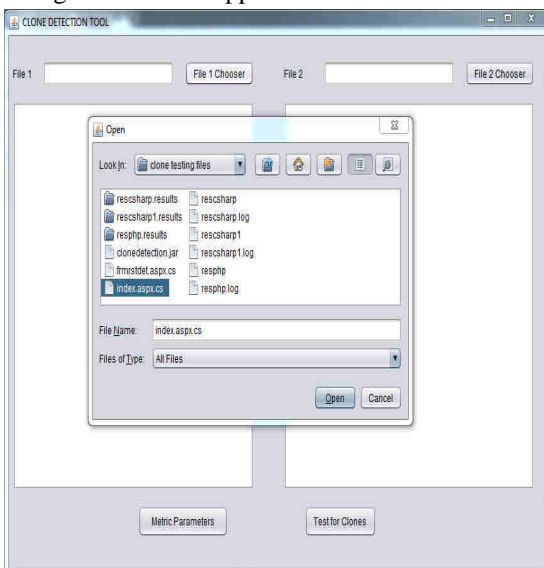 CLONE DETECTION TOOL
File 1 File 1 Chooser File 2 File 2 Chooser
Open
Look In: clone testing files
rescsharp.results rescsharp
rescsharp1.results rescsharp.log
resphp.results rescsharp1
clonedetection.jar rescsharp1.log
frmrstdet.aspx.cs resphp
index.aspx.cs resphp.log
File Name: index.aspx.cs
Files of Type: All Files
Open Cancel
Metric Parameters Test for Clones